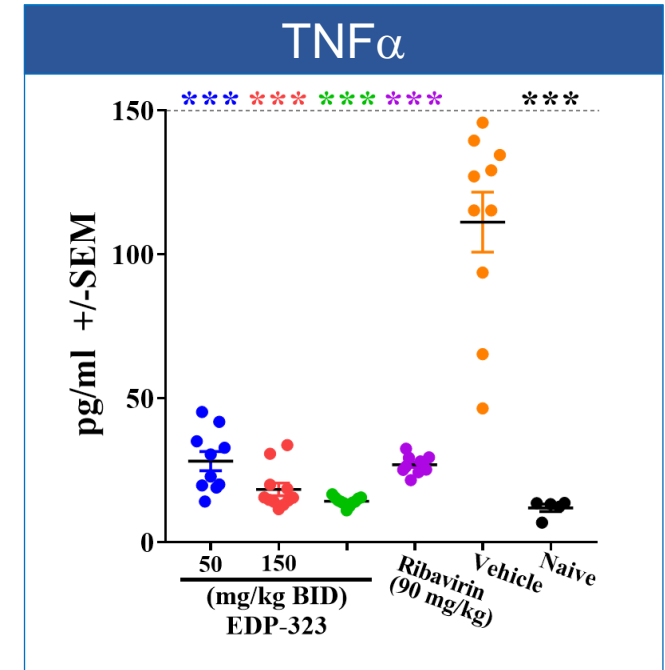 TNFα
*** *** *** *** ***
150
100
50
0
pg/ml +/-SEM
50 150
(mg/kg BID)
EDP-323
Ribavirin
(90 mg/kg)
Vehicle
Naive